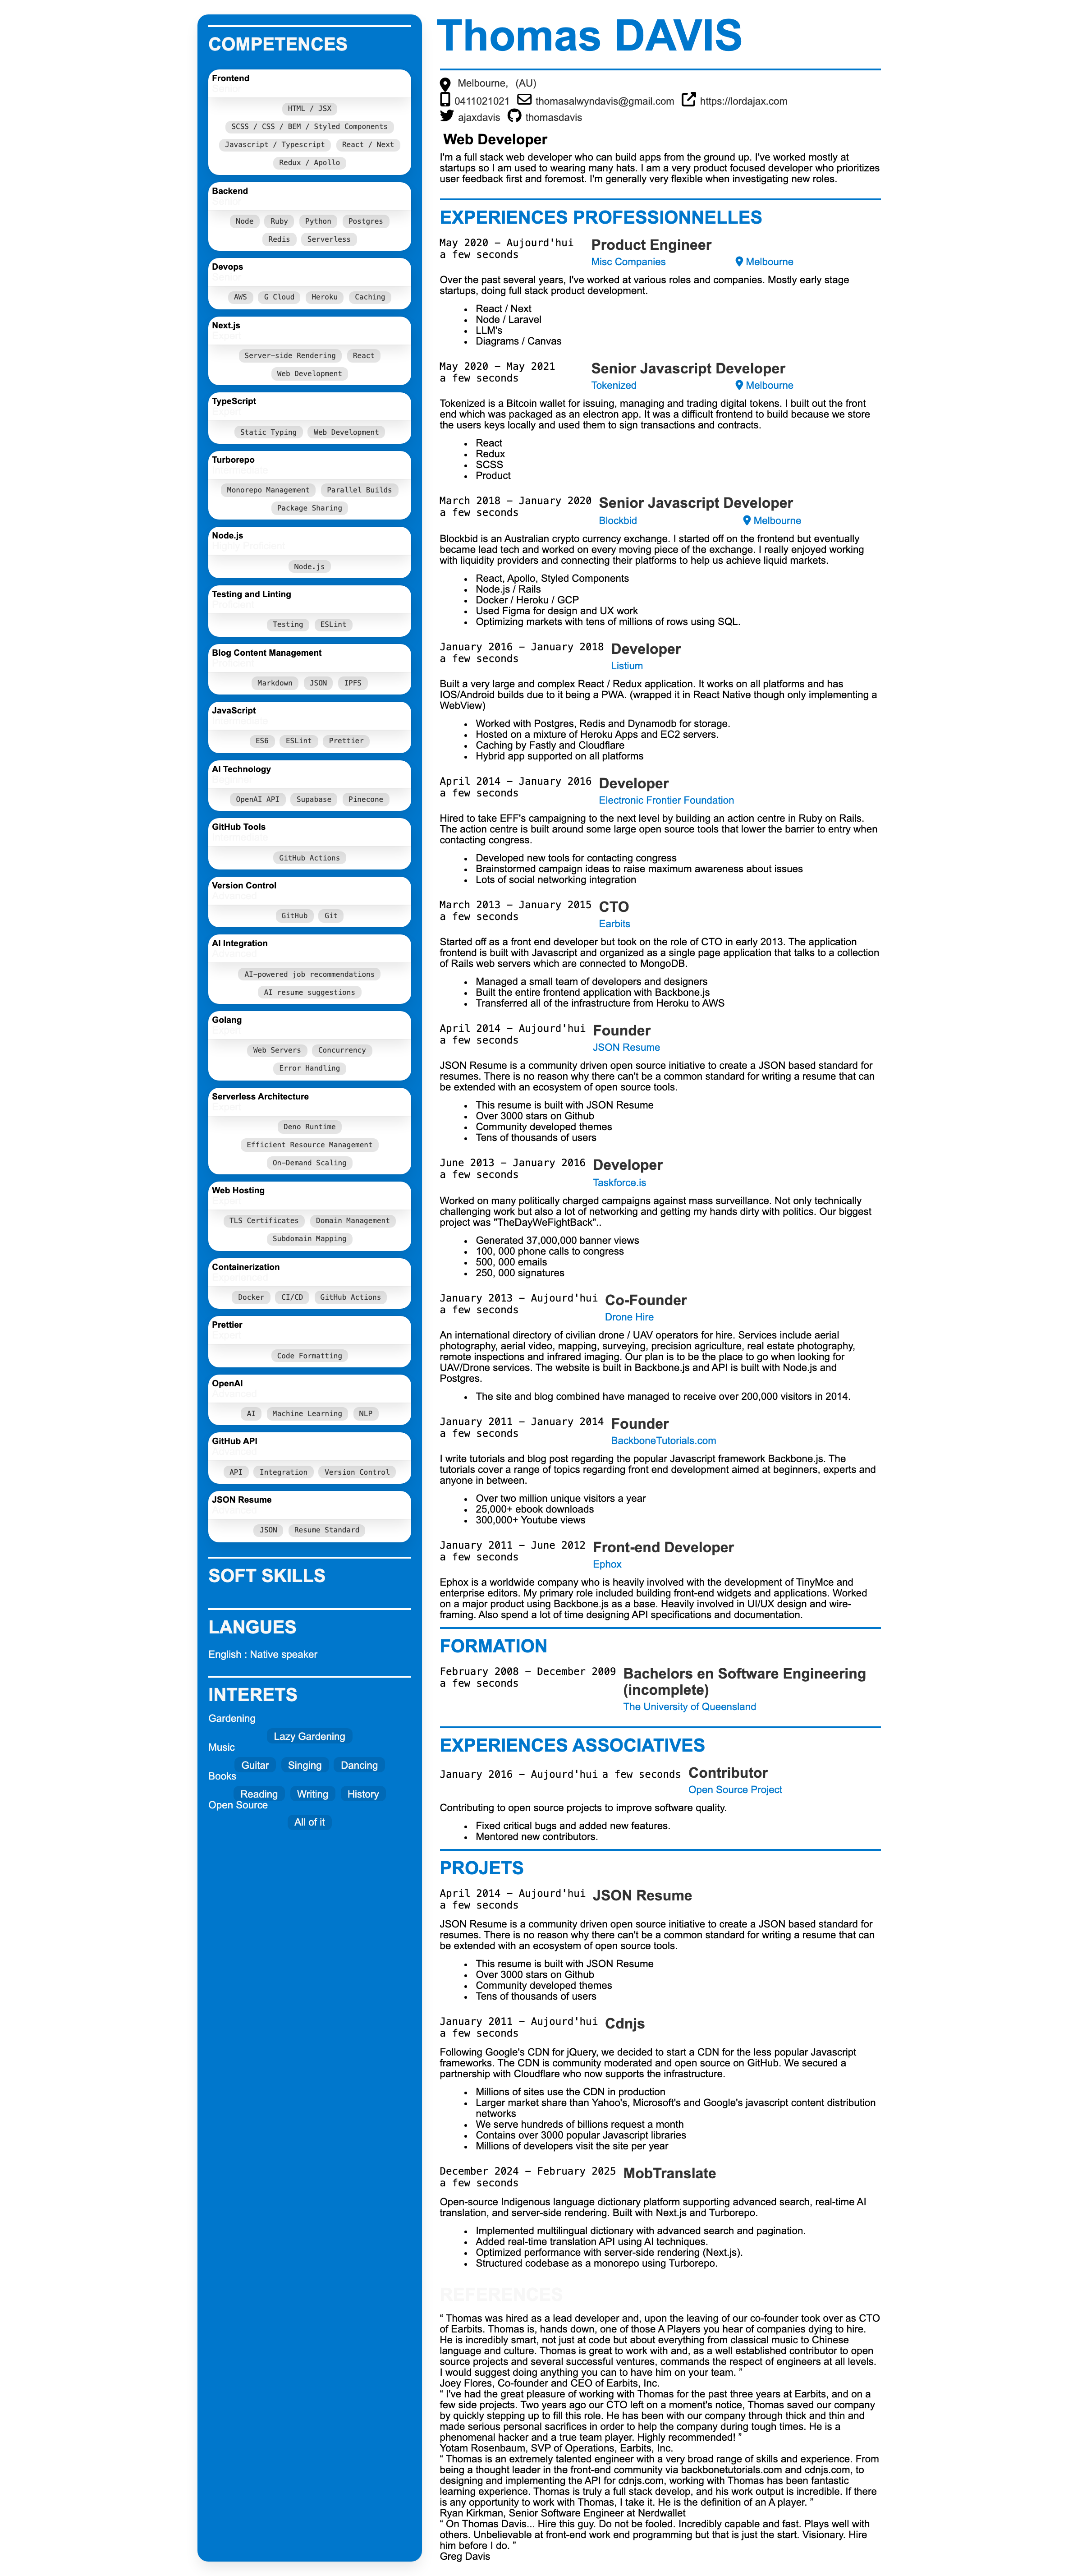 COMPETENCES
Frontend
HTML / JSX
SCSS / CSS / BEM / Styled Components
Javascript / Typescript React / Next
Redux / Apollo
Backend
Node Ruby Python Postgres
Redis Serverless
Devops
AWS G Cloud Heroku Caching
Next.js
Server-side Rendering React
Web Development
TypeScript
Static Typing Web Development
Turborepo
Monorepo Management Parallel Builds
Package Sharing
Node.js
Node.js
Testing and Linting
Testing ESLint
Blog Content Management
Markdown JSON IPFS
JavaScript
ES6 ESLint Prettier
AI Technology
OpenAI API Supabase Pinecone
GitHub Tools
GitHub Actions
Version Control
GitHub Git
AI Integration
AI-powered job recommendations
AI resume suggestions
Golang
Web Servers Concurrency
Error Handling
Serverless Architecture
Deno Runtime
Efficient Resource Management
On-Demand Scaling
Web Hosting
TLS Certificates Domain Management
Subdomain Mapping
Containerization
Docker CI/CD GitHub Actions
Prettier
Code Formatting
OpenAI
AI Machine Learning NLP
GitHub API
API Integration Version Control
JSON Resume
JSON Resume Standard
SOFT SKILLS
LANGUES
English : Native speaker
INTERETS
Gardening
Lazy Gardening
Music
Guitar Singing Dancing
Books
Reading Writing History
Open Source
All of it
Thomas DAVIS
Melbourne, (AU)
0411021021 thomasalwyndavis@gmail.com https://lordajax.com
ajaxdavis thomasdavis
Web Developer
I'm a full stack web developer who can build apps from the ground up. I've worked mostly at
startups so I am used to wearing many hats. I am a very product focused developer who prioritizes
user feedback first and foremost. I'm generally very flexible when investigating new roles.
EXPERIENCES PROFESSIONNELLES
May 2020 – Aujourd'hui Product Engineer
a few seconds
Misc Companies Melbourne
Over the past several years, I've worked at various roles and companies. Mostly early stage
startups, doing full stack product development.
• React / Next
• Node / Laravel
• LLM's
• Diagrams / Canvas
May 2020 – May 2021 Senior Javascript Developer
a few seconds
Tokenized Melbourne
Tokenized is a Bitcoin wallet for issuing, managing and trading digital tokens. I built out the front
end which was packaged as an electron app. It was a difficult frontend to build because we store
the users keys locally and used them to sign transactions and contracts.
• React
• Redux
• SCSS
• Product
March 2018 – January 2020 Senior Javascript Developer
a few seconds
Blockbid Melbourne
Blockbid is an Australian crypto currency exchange. I started off on the frontend but eventually
became lead tech and worked on every moving piece of the exchange. I really enjoyed working
with liquidity providers and connecting their platforms to help us achieve liquid markets.
• React, Apollo, Styled Components
• Node.js / Rails
• Docker / Heroku / GCP
• Used Figma for design and UX work
• Optimizing markets with tens of millions of rows using SQL.
January 2016 – January 2018 Developer
a few seconds
Listium
Built a very large and complex React / Redux application. It works on all platforms and has
IOS/Android builds due to it being a PWA. (wrapped it in React Native though only implementing a
WebView)
• Worked with Postgres, Redis and Dynamodb for storage.
• Hosted on a mixture of Heroku Apps and EC2 servers.
• Caching by Fastly and Cloudflare
• Hybrid app supported on all platforms
April 2014 – January 2016 Developer
a few seconds
Electronic Frontier Foundation
Hired to take EFF's campaigning to the next level by building an action centre in Ruby on Rails.
The action centre is built around some large open source tools that lower the barrier to entry when
contacting congress.
• Developed new tools for contacting congress
• Brainstormed campaign ideas to raise maximum awareness about issues
• Lots of social networking integration
March 2013 – January 2015 CTO
a few seconds
Earbits
Started off as a front end developer but took on the role of CTO in early 2013. The application
frontend is built with Javascript and organized as a single page application that talks to a collection
of Rails web servers which are connected to MongoDB.
• Managed a small team of developers and designers
• Built the entire frontend application with Backbone.js
• Transferred all of the infrastructure from Heroku to AWS
April 2014 – Aujourd'hui Founder
a few seconds
JSON Resume
JSON Resume is a community driven open source initiative to create a JSON based standard for
resumes. There is no reason why there can't be a common standard for writing a resume that can
be extended with an ecosystem of open source tools.
• This resume is built with JSON Resume
• Over 3000 stars on Github
• Community developed themes
• Tens of thousands of users
June 2013 – January 2016 Developer
a few seconds
Taskforce.is
Worked on many politically charged campaigns against mass surveillance. Not only technically
challenging work but also a lot of networking and getting my hands dirty with politics. Our biggest
project was "TheDayWeFightBack"..
• Generated 37,000,000 banner views
• 100, 000 phone calls to congress
• 500, 000 emails
• 250, 000 signatures
January 2013 – Aujourd'hui Co-Founder
a few seconds
Drone Hire
An international directory of civilian drone / UAV operators for hire. Services include aerial
photography, aerial video, mapping, surveying, precision agriculture, real estate photography,
remote inspections and infrared imaging. Our plan is to be the place to go when looking for
UAV/Drone services. The website is built in Backbone.js and API is built with Node.js and
Postgres.
• The site and blog combined have managed to receive over 200,000 visitors in 2014.
January 2011 – January 2014 Founder
a few seconds
BackboneTutorials.com
I write tutorials and blog post regarding the popular Javascript framework Backbone.js. The
tutorials cover a range of topics regarding front end development aimed at beginners, experts and
anyone in between.
• Over two million unique visitors a year
• 25,000+ ebook downloads
• 300,000+ Youtube views
January 2011 – June 2012 Front-end Developer
a few seconds
Ephox
Ephox is a worldwide company who is heavily involved with the development of TinyMce and
enterprise editors. My primary role included building front-end widgets and applications. Worked
on a major product using Backbone.js as a base. Heavily involved in UI/UX design and wire-
framing. Also spend a lot of time designing API specifications and documentation.
FORMATION
February 2008 – December 2009 Bachelors en Software Engineering
a few seconds (incomplete)
The University of Queensland
EXPERIENCES ASSOCIATIVES
January 2016 – Aujourd'hui a few seconds Contributor
Open Source Project
Contributing to open source projects to improve software quality.
• Fixed critical bugs and added new features.
• Mentored new contributors.
PROJETS
April 2014 – Aujourd'hui JSON Resume
a few seconds
JSON Resume is a community driven open source initiative to create a JSON based standard for
resumes. There is no reason why there can't be a common standard for writing a resume that can
be extended with an ecosystem of open source tools.
• This resume is built with JSON Resume
• Over 3000 stars on Github
• Community developed themes
• Tens of thousands of users
January 2011 – Aujourd'hui Cdnjs
a few seconds
Following Google's CDN for jQuery, we decided to start a CDN for the less popular Javascript
frameworks. The CDN is community moderated and open source on GitHub. We secured a
partnership with Cloudflare who now supports the infrastructure.
• Millions of sites use the CDN in production
• Larger market share than Yahoo's, Microsoft's and Google's javascript content distribution
networks
• We serve hundreds of billions request a month
• Contains over 3000 popular Javascript libraries
• Millions of developers visit the site per year
December 2024 – February 2025 MobTranslate
a few seconds
Open-source Indigenous language dictionary platform supporting advanced search, real-time AI
translation, and server-side rendering. Built with Next.js and Turborepo.
• Implemented multilingual dictionary with advanced search and pagination.
• Added real-time translation API using AI techniques.
• Optimized performance with server-side rendering (Next.js).
• Structured codebase as a monorepo using Turborepo.
REFERENCES
“ Thomas was hired as a lead developer and, upon the leaving of our co-founder took over as CTO
of Earbits. Thomas is, hands down, one of those A Players you hear of companies dying to hire.
He is incredibly smart, not just at code but about everything from classical music to Chinese
language and culture. Thomas is great to work with and, as a well established contributor to open
source projects and several successful ventures, commands the respect of engineers at all levels.
I would suggest doing anything you can to have him on your team. ”
Joey Flores, Co-founder and CEO of Earbits, Inc.
“ I've had the great pleasure of working with Thomas for the past three years at Earbits, and on a
few side projects. Two years ago our CTO left on a moment's notice, Thomas saved our company
by quickly stepping up to fill this role. He has been with our company through thick and thin and
made serious personal sacrifices in order to help the company during tough times. He is a
phenomenal hacker and a true team player. Highly recommended! ”
Yotam Rosenbaum, SVP of Operations, Earbits, Inc.
“ Thomas is an extremely talented engineer with a very broad range of skills and experience. From
being a thought leader in the front-end community via backbonetutorials.com and cdnjs.com, to
designing and implementing the API for cdnjs.com, working with Thomas has been fantastic
learning experience. Thomas is truly a full stack develop, and his work output is incredible. If there
is any opportunity to work with Thomas, I take it. He is the definition of an A player. ”
Ryan Kirkman, Senior Software Engineer at Nerdwallet
“ On Thomas Davis... Hire this guy. Do not be fooled. Incredibly capable and fast. Plays well with
others. Unbelievable at front-end work end programming but that is just the start. Visionary. Hire
him before I do. ”
Greg Davis